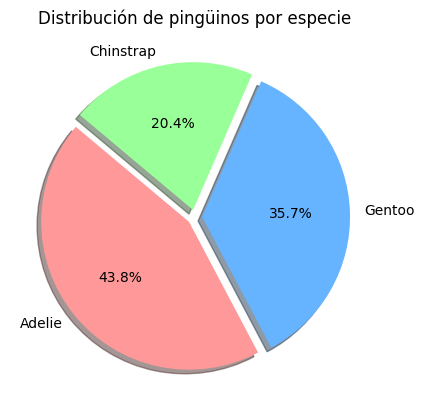 Distribución de pingüinos por especie
Chinstrap
20.4%
35.7%
Gentoo
43.8%
Adelie